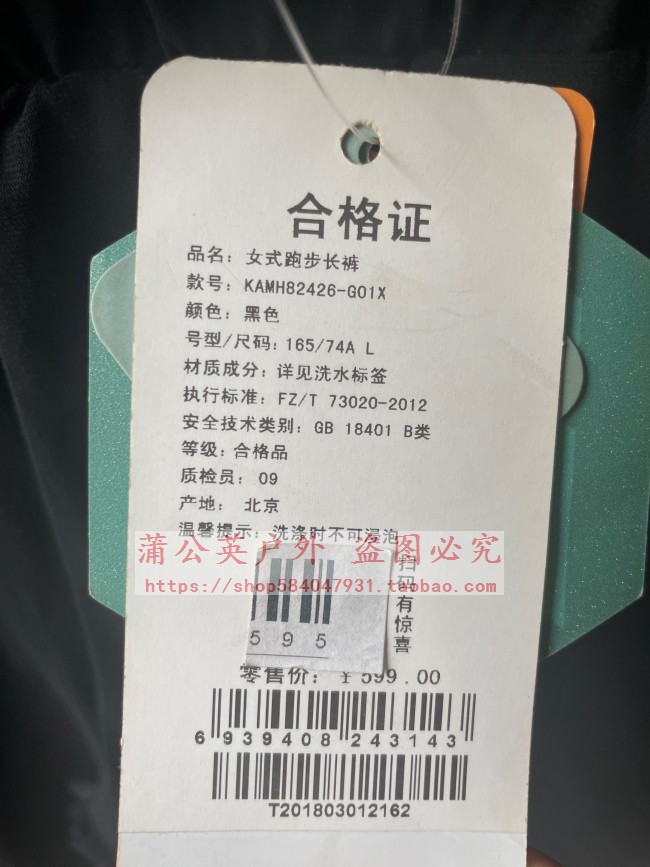 合格证
品名：女式跑步长裤
款号：KAMH82426-G01X
颜色：黑色
号型/尺码：165/74A L
材质成分：详见洗水标签
执行标准：FZ/T 73020-2012
安全技术类别：GB 18401 B类
等级：合格品
质检员：09
产地：北京
温馨提示：洗涤时不可浸泡
蒲公英户外 盗图必究
https://shop584047931.taobao.com
扫码有惊喜
595
零售价：￥599.00
6939408243143
T201803012162